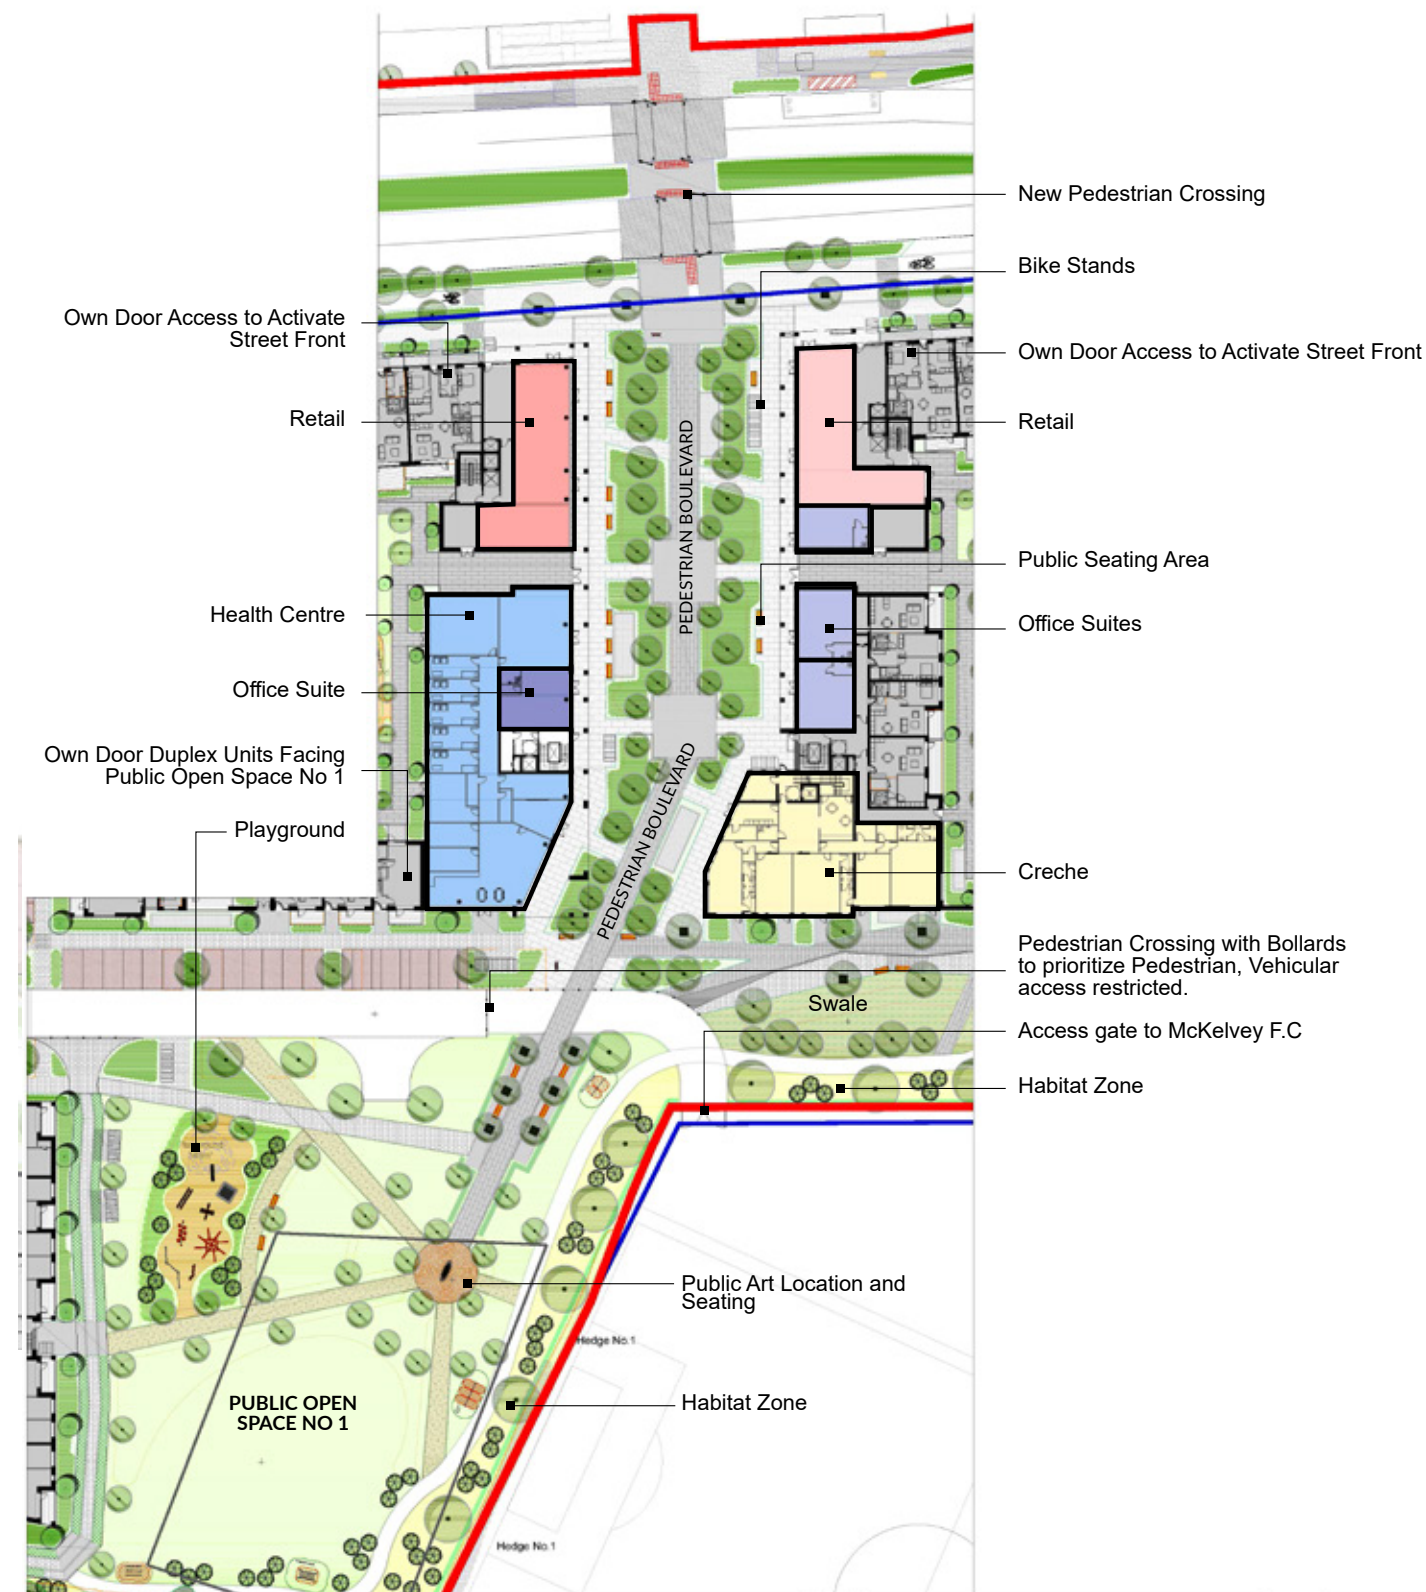 New Pedestrian Crossing
Bike Stands
Own Door Access to Activate
Street Front
Own Door Access to Activate Street Front
Retail
Retail
PEDESTRIAN BOULEVARD
Public Seating Area
Health Centre
Office Suites
Office Suite
Own Door Duplex Units Facing
Public Open Space No 1
PEDESTRIAN BOULEVARD
Playground
Creche
Pedestrian Crossing with Bollards
to prioritize Pedestrian, Vehicular
access restricted.
Swale
Access gate to McKelvey F.C
Habitat Zone
Public Art Location and
Seating
Hedge No.1
Habitat Zone
PUBLIC OPEN
SPACE NO 1
Hedge No.1